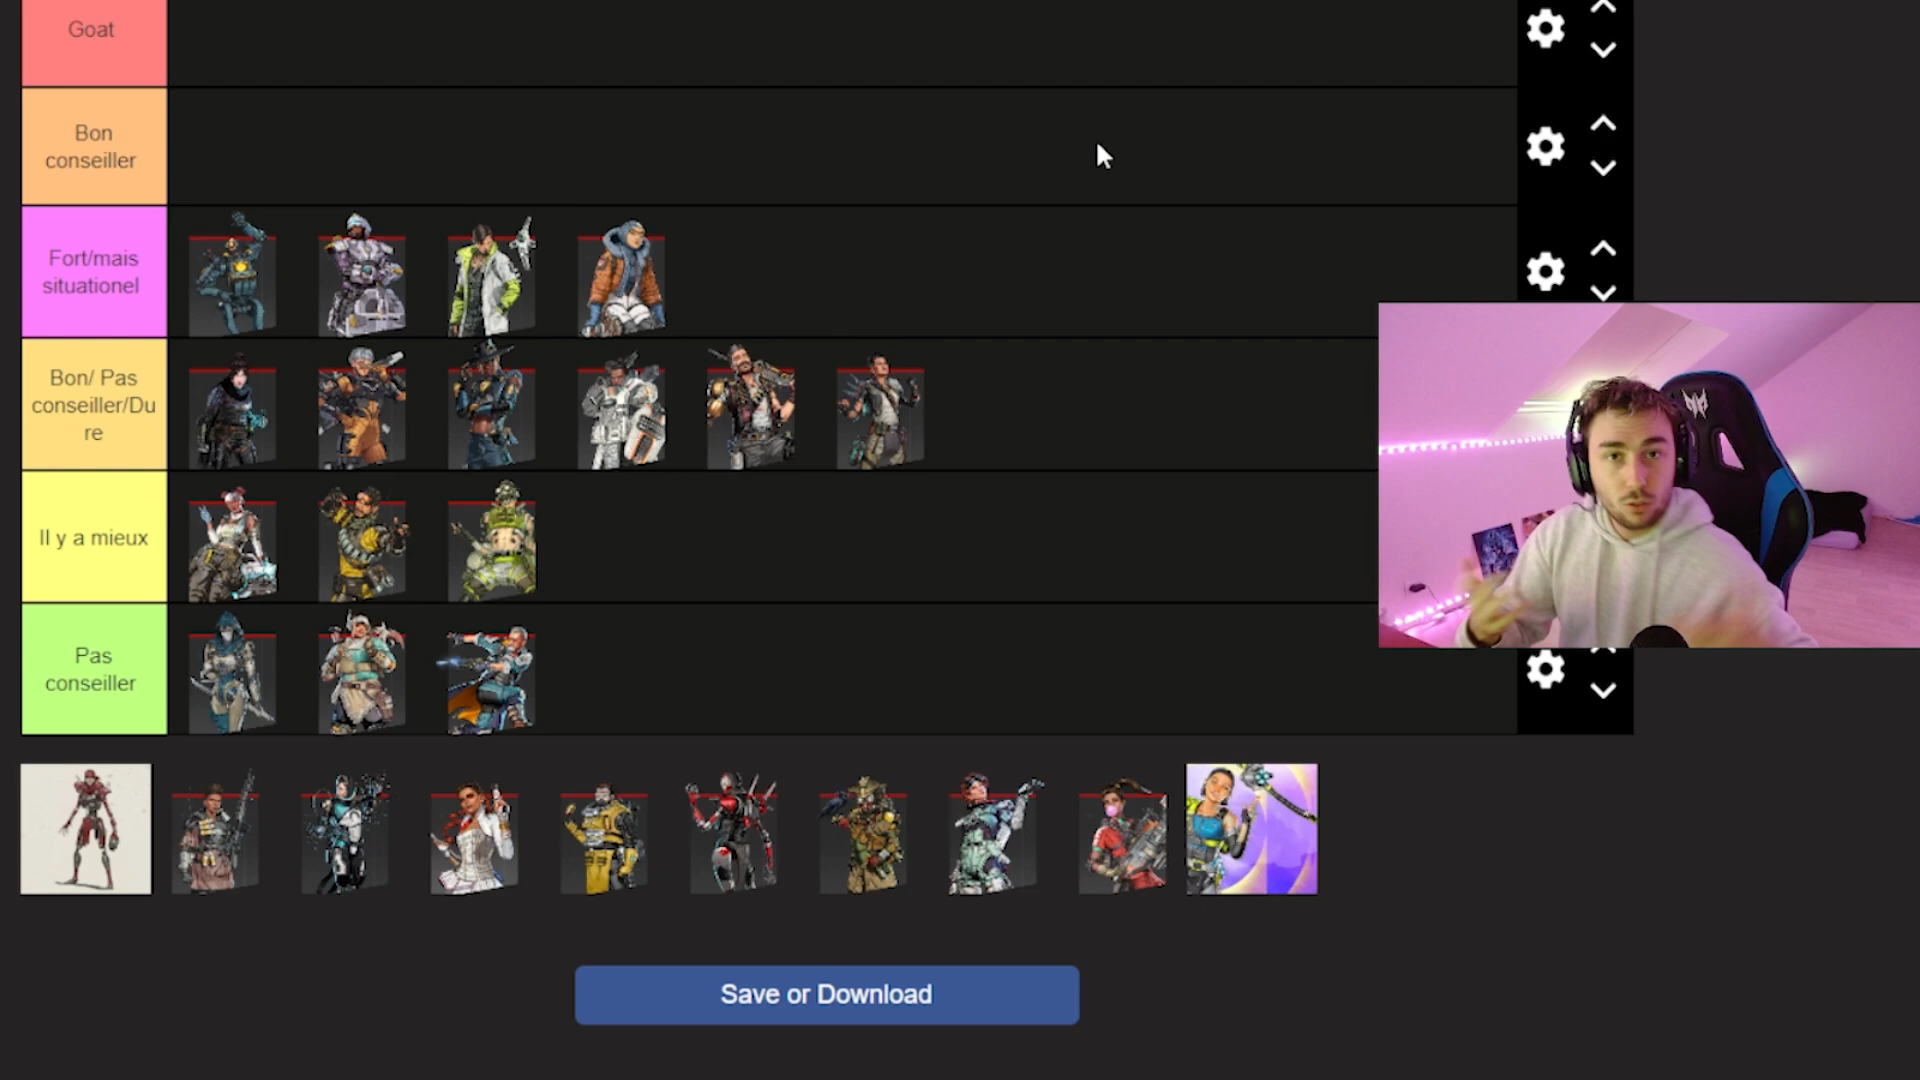 Goat
Bon
conseiller
Fort/mais
situationel
Bon/ Pas
conseiller/Du
re
Il y a mieux
Pas
conseiller
Save or Download